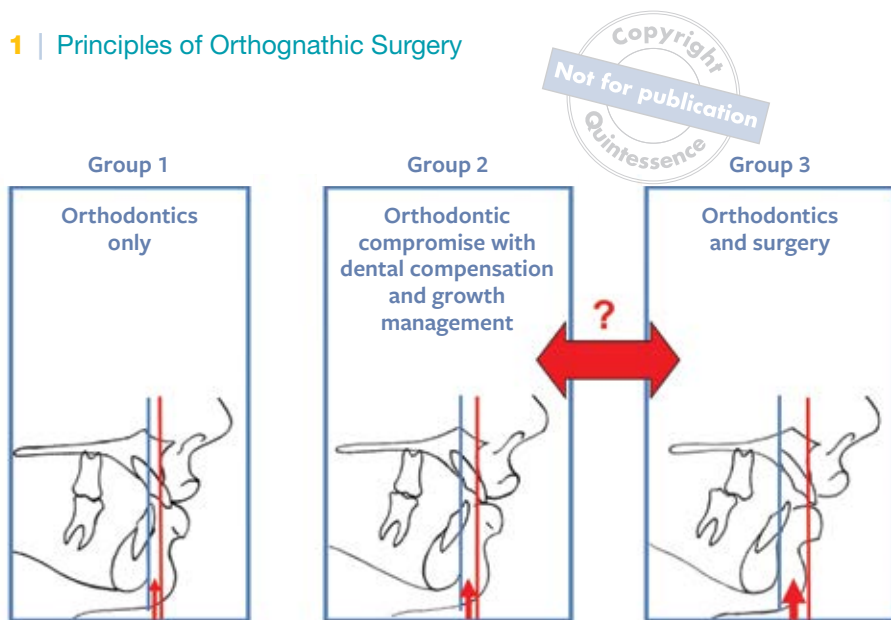 1 | Principles of Orthognathic Surgery
Copyright
Not for publication
Quintessence
Group 1
Group 2
Group 3
Orthodontics
only
Orthodontic
compromise with
dental compensation
and growth
management
Orthodontics
and surgery
?